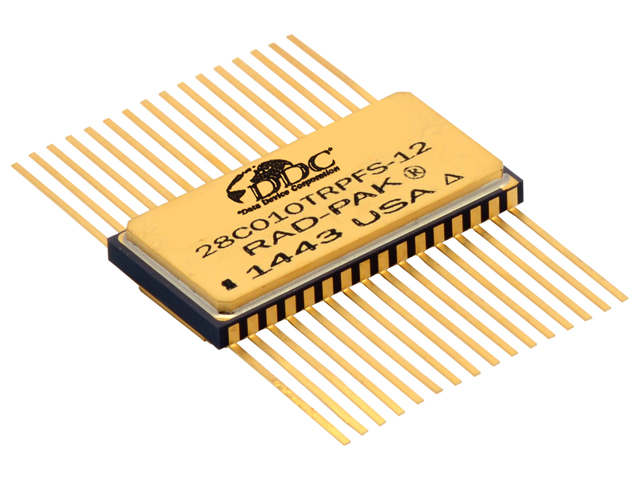 DDC®
"Data Device Corporation
28C010TRPFS-12
RAD-PAK®
1443 USA Δ